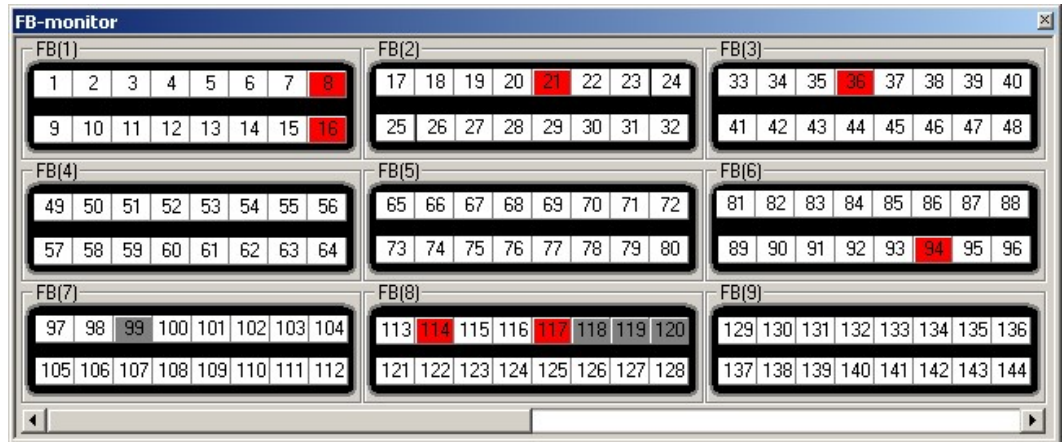 FB-monitor
FB(1) FB(2) FB(3)
1 2 3 4 5 6 7 8 17 18 19 20 21 22 23 24 33 34 35 36 37 38 39 40
9 10 11 12 13 14 15 16 25 26 27 28 29 30 31 32 41 42 43 44 45 46 47 48
FB(4) FB(5) FB(6)
49 50 51 52 53 54 55 56 65 66 67 68 69 70 71 72 81 82 83 84 85 86 87 88
57 58 59 60 61 62 63 64 73 74 75 76 77 78 79 80 89 90 91 92 93 94 95 96
FB(7) FB(8) FB(9)
97 98 99 100 101 102 103 104 113 114 115 116 117 118 119 120 129 130 131 132 133 134 135 136
105 106 107 108 109 110 111 112 121 122 123 124 125 126 127 128 137 138 139 140 141 142 143 144